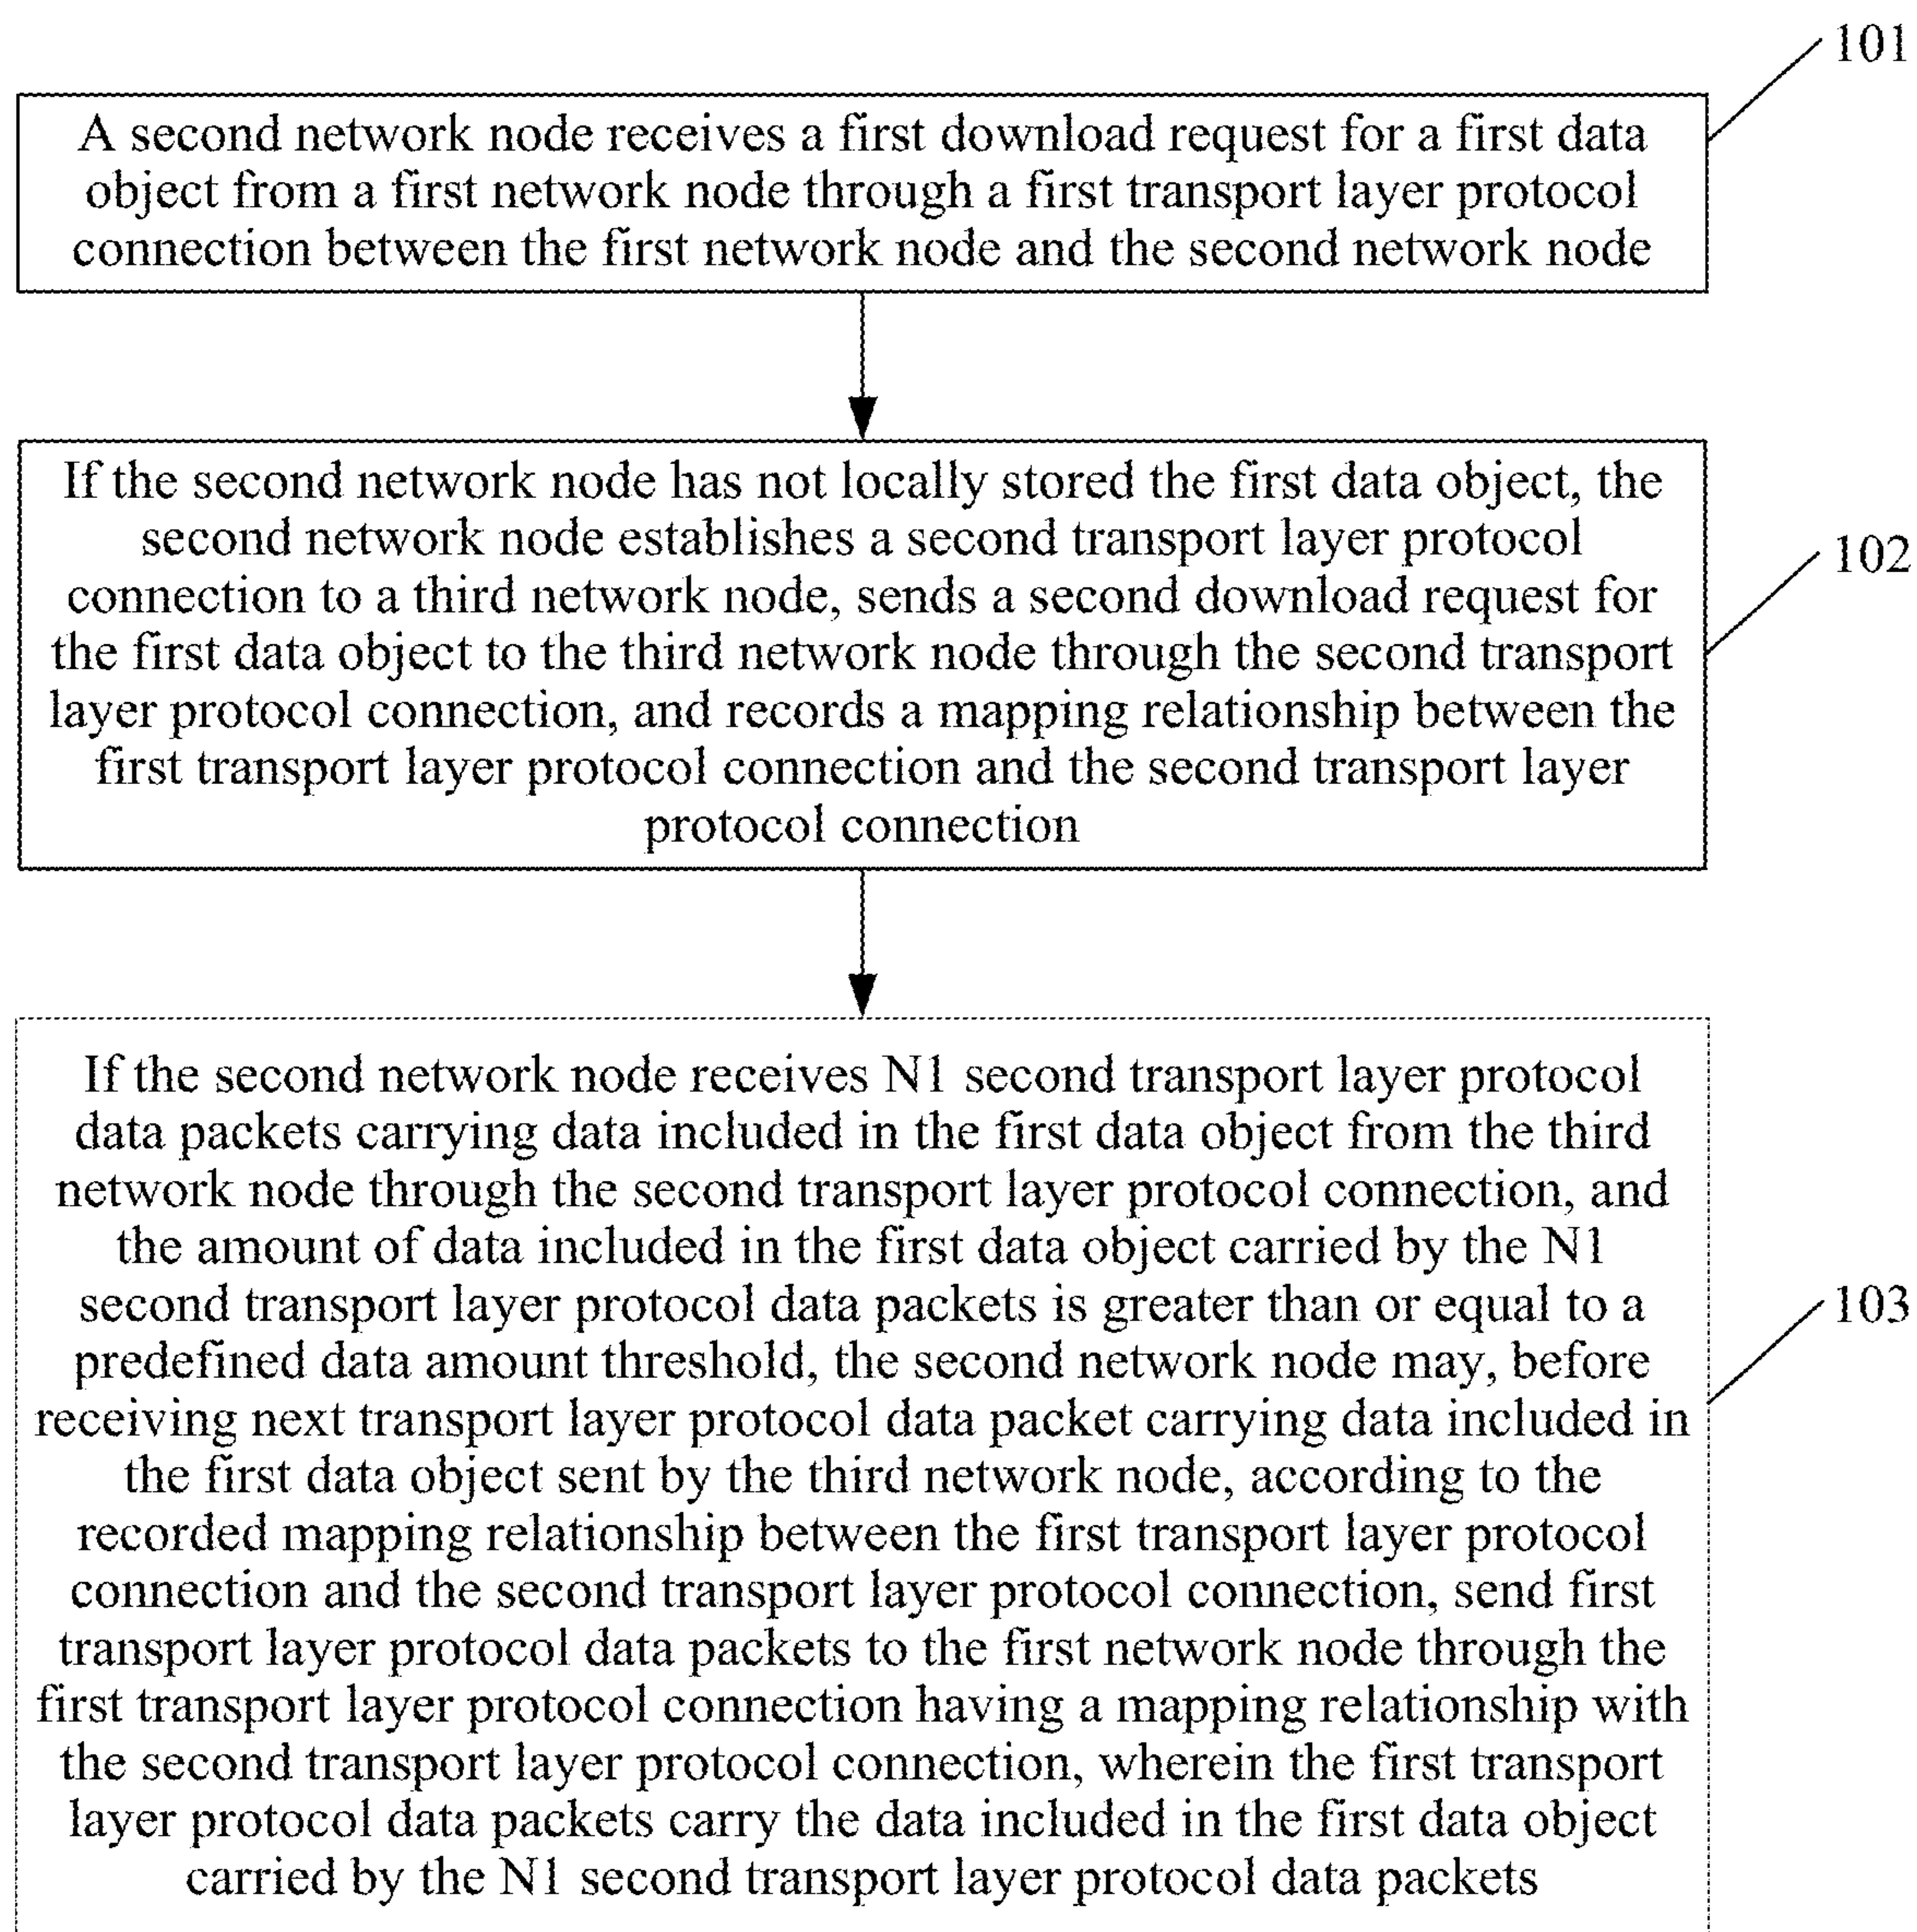 101
A second network node receives a first download request for a first data
object from a first network node through a first transport layer protocol
connection between the first network node and the second network node
If the second network node has not locally stored the first data object, the
second network node establishes a second transport layer protocol
connection to a third network node, sends a second download request for
the first data object to the third network node through the second transport
layer protocol connection, and records a mapping relationship between the
first transport layer protocol connection and the second transport layer
protocol connection
102
If the second network node receives N1 second transport layer protocol
data packets carrying data included in the first data object from the third
network node through the second transport layer protocol connection, and
the amount of data included in the first data object carried by the N1
second transport layer protocol data packets is greater than or equal to a
predefined data amount threshold, the second network node may, before
receiving next transport layer protocol data packet carrying data included in
the first data object sent by the third network node, according to the
recorded mapping relationship between the first transport layer protocol
connection and the second transport layer protocol connection, send first
transport layer protocol data packets to the first network node through the
first transport layer protocol connection having a mapping relationship with
the second transport layer protocol connection, wherein the first transport
layer protocol data packets carry the data included in the first data object
carried by the N1 second transport layer protocol data packets
103